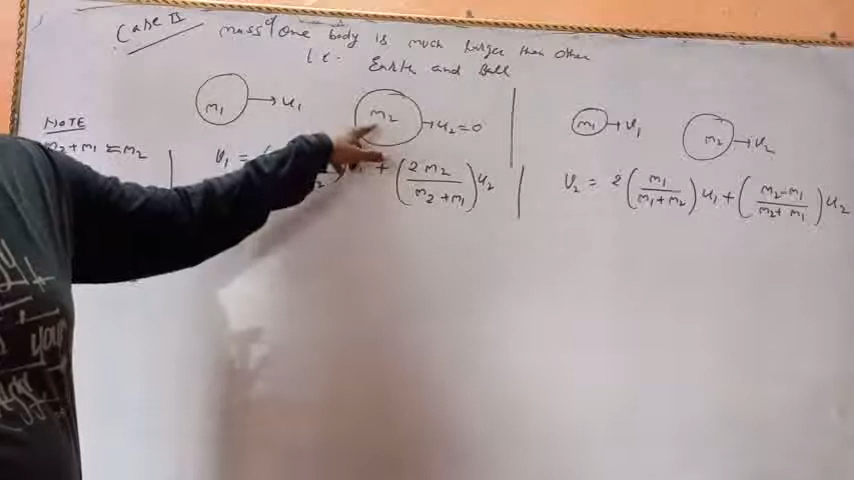 Case II
mass of One body is much larger than other
i.e. Earth and Ball
m₁ → u₁
m₂ → u₂ = 0
m₁ → v₁
m₂ → v₂
NOTE
m₂ + m₁ ≃ m₂
v₁ =
+ (2 m₂ / m₂ + m₁) u₂
v₂ = 2 (m₁ / m₁ + m₂) u₁ + (m₂ - m₁ / m₂ + m₁) u₂